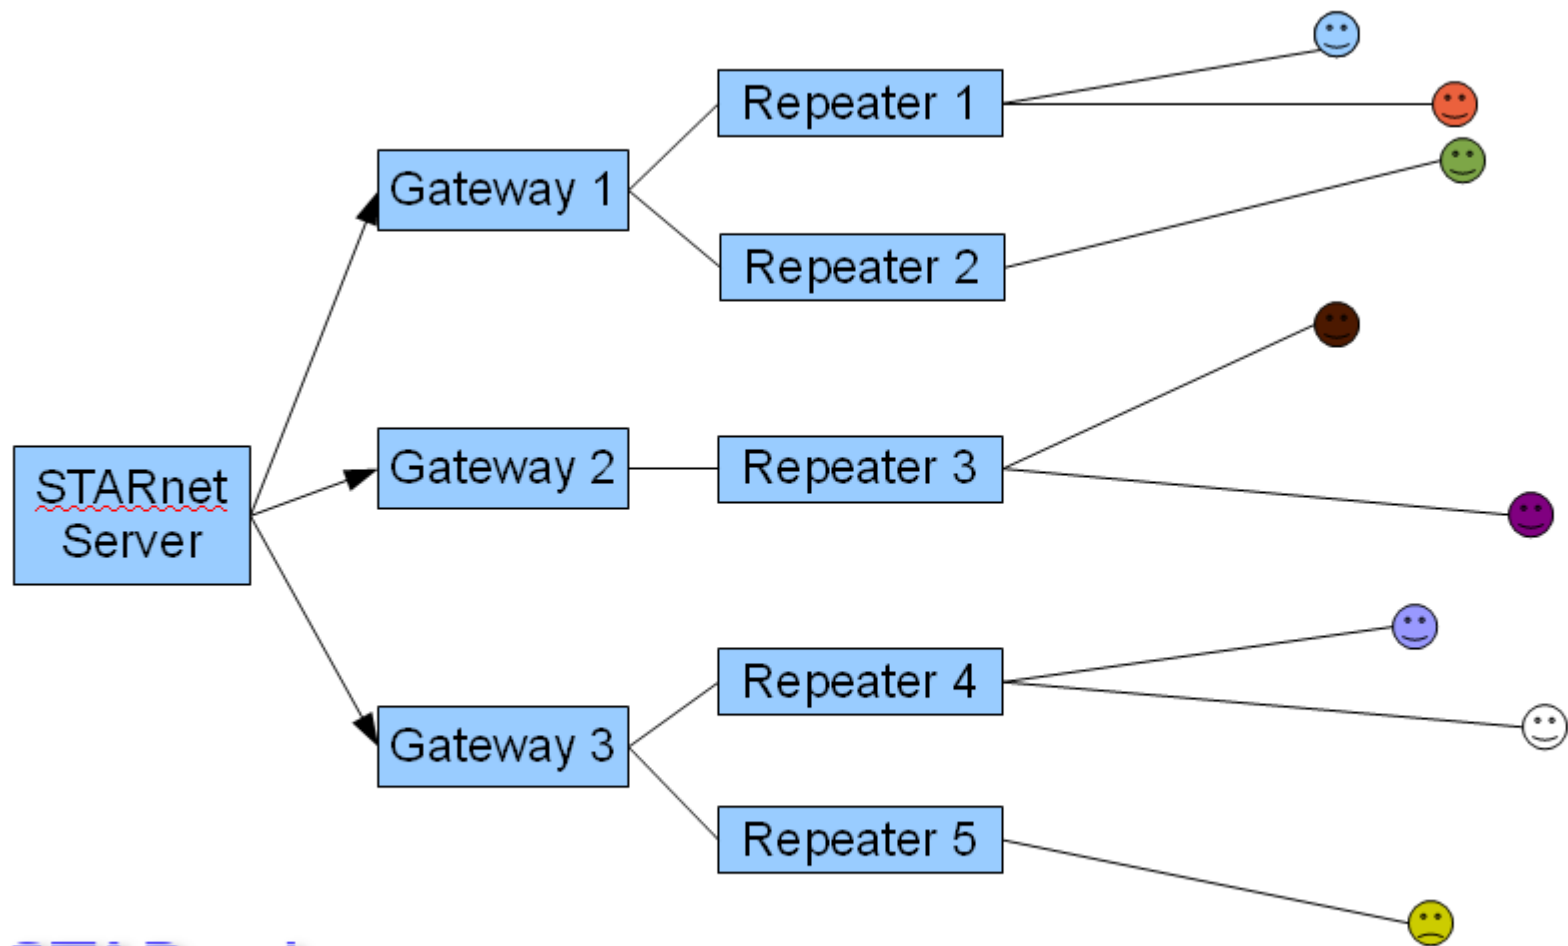 Repeater 1
Gateway 1
Repeater 2
Gateway 2
Repeater 3
STARnet
Server
Repeater 4
Gateway 3
Repeater 5